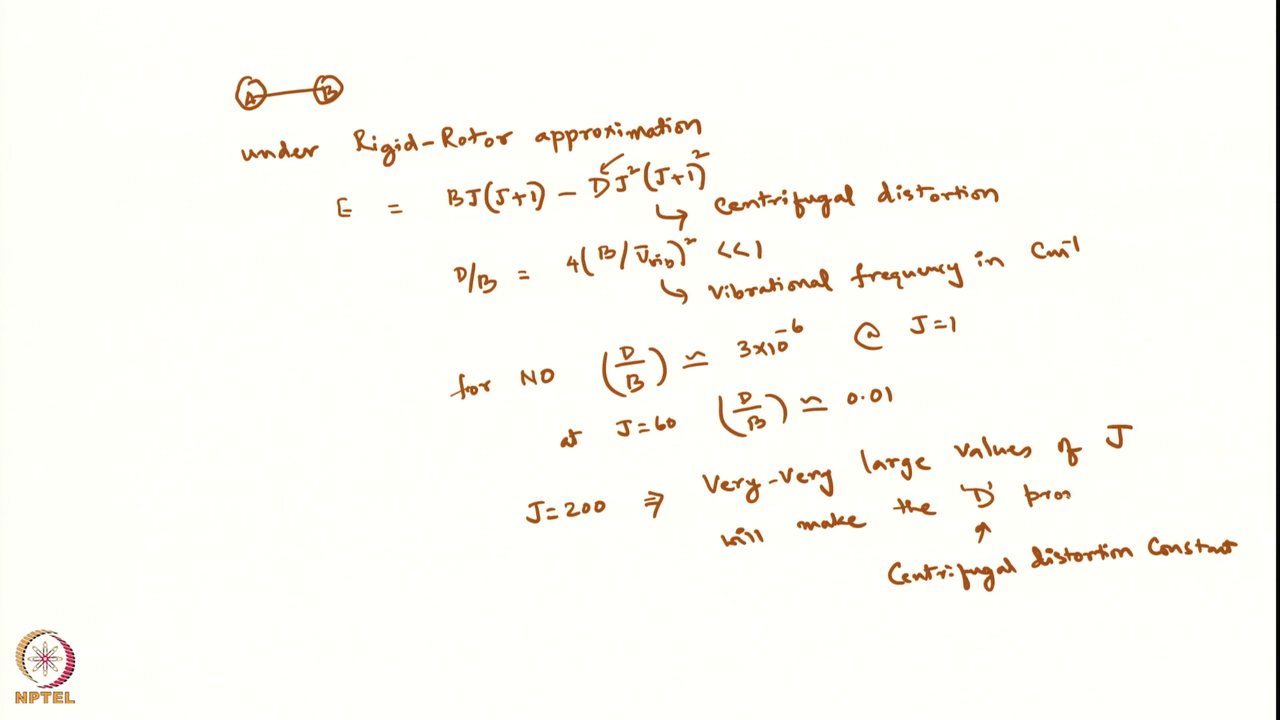 A B
under Rigid-Rotor approximation
E = BJ(J+1) - DJ²(J+1)²
↳ Centrifugal distortion
D/B = 4(B/ν̄vib)² <<1
↳ Vibrational frequency in Cm⁻¹
for NO (D/B) ≃ 3×10⁻⁶ @ J=1
at J=60 (D/B) ≃ 0.01
J=200 ⇒ Very-Very large values of J
will make the 'D' pron
↑
Centrifugal distortion Constant
NPTEL